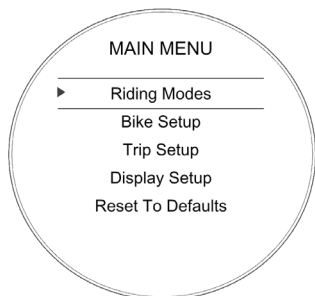 MAIN MENU
Riding Modes
Bike Setup
Trip Setup
Display Setup
Reset To Defaults